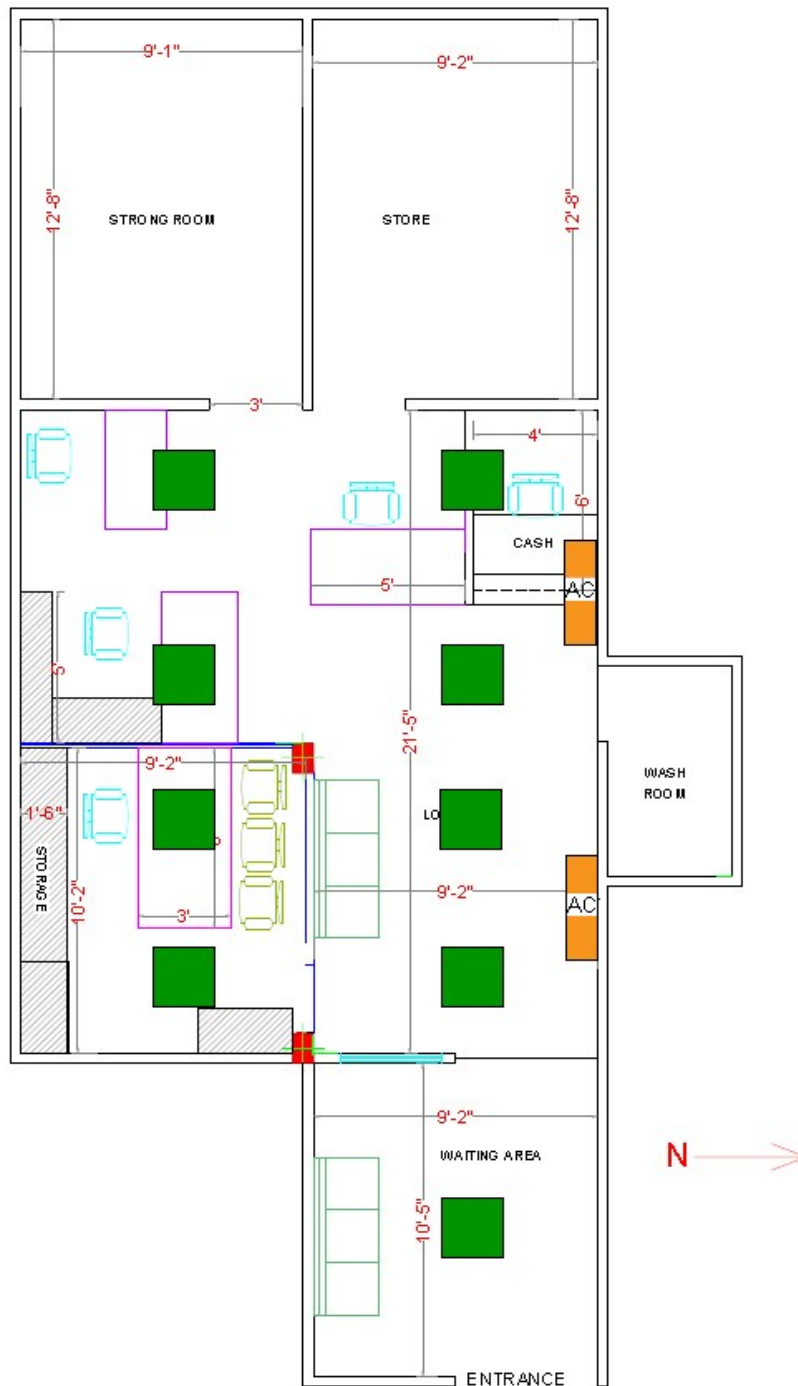 9'-1"
9'-2"
12'-8"
12'-8"
STRONG ROOM
STORE
3'
4'
6'
CASH
5'
AC
5'
21'-5"
9'-2"
WASH
ROOM
1'-6"
LO
STORAGE
10'-2"
3'
9'-2"
AC
9'-2"
WAITING AREA
N
10'-5"
ENTRANCE